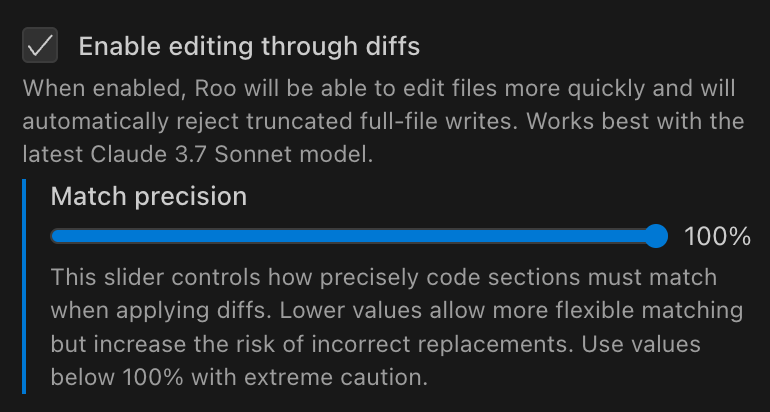 Enable editing through diffs
When enabled, Roo will be able to edit files more quickly and will
automatically reject truncated full-file writes. Works best with the
latest Claude 3.7 Sonnet model.
Match precision
100%
This slider controls how precisely code sections must match
when applying diffs. Lower values allow more flexible matching
but increase the risk of incorrect replacements. Use values
below 100% with extreme caution.